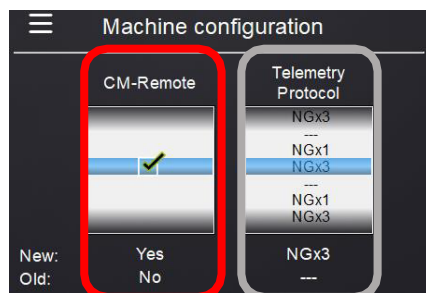 Machine configuration
CM-Remote
Telemetry
Protocol
NGx3
---
NGx1
NGx3
---
NGx1
NGx3
New: Yes NGx3
Old: No ---